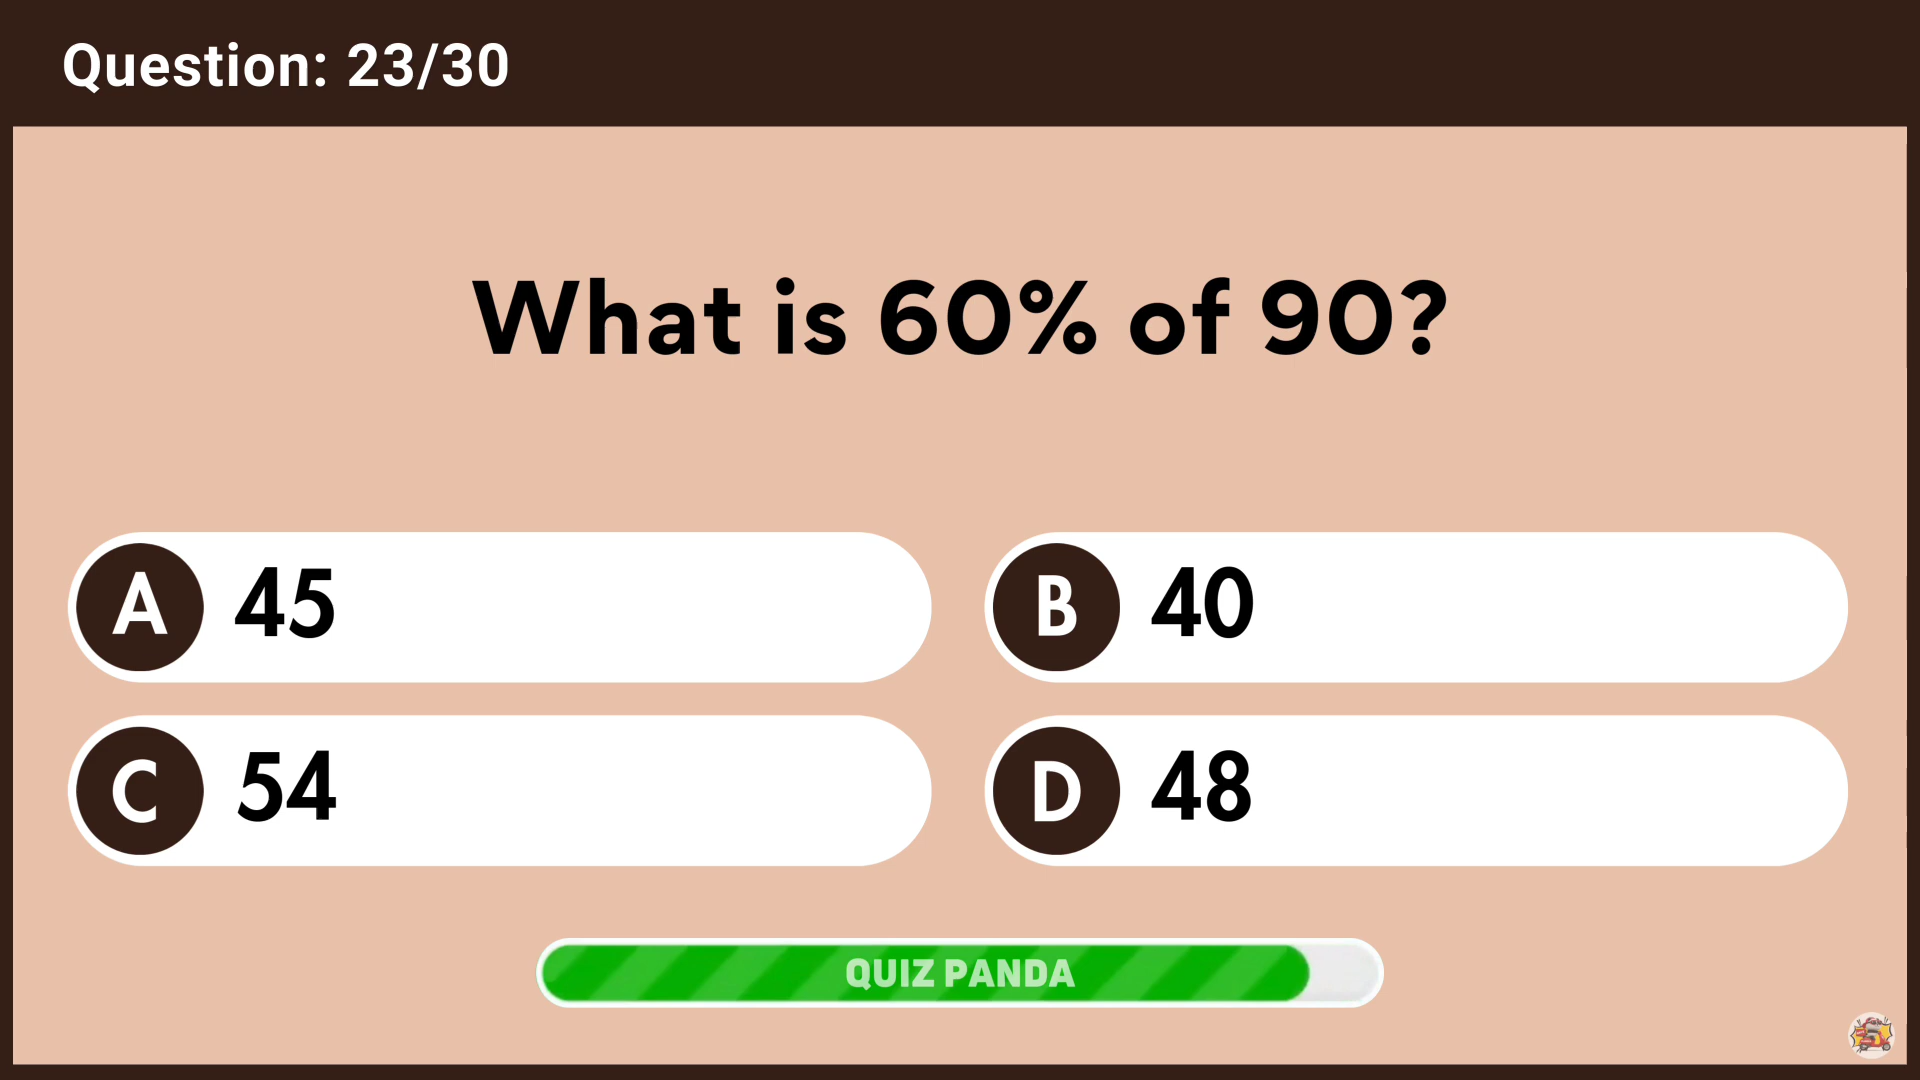 Question: 23/30
What is 60% of 90?
A 45
B 40
C 54
D 48
QUIZ PANDA